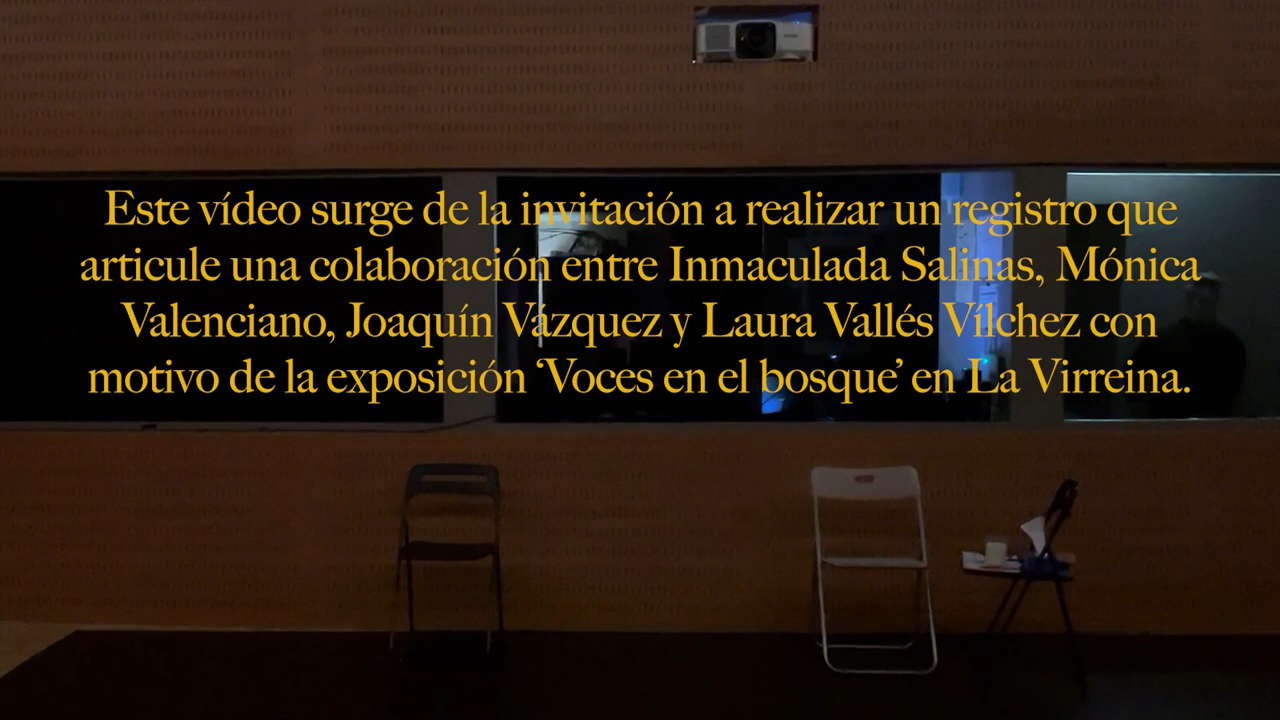 Este vídeo surge de la invitación a realizar un registro que
articule una colaboración entre Inmaculada Salinas, Mónica
Valenciano, Joaquín Vázquez y Laura Vallés Vílchez con
motivo de la exposición ‘Voces en el bosque’ en La Virreina.